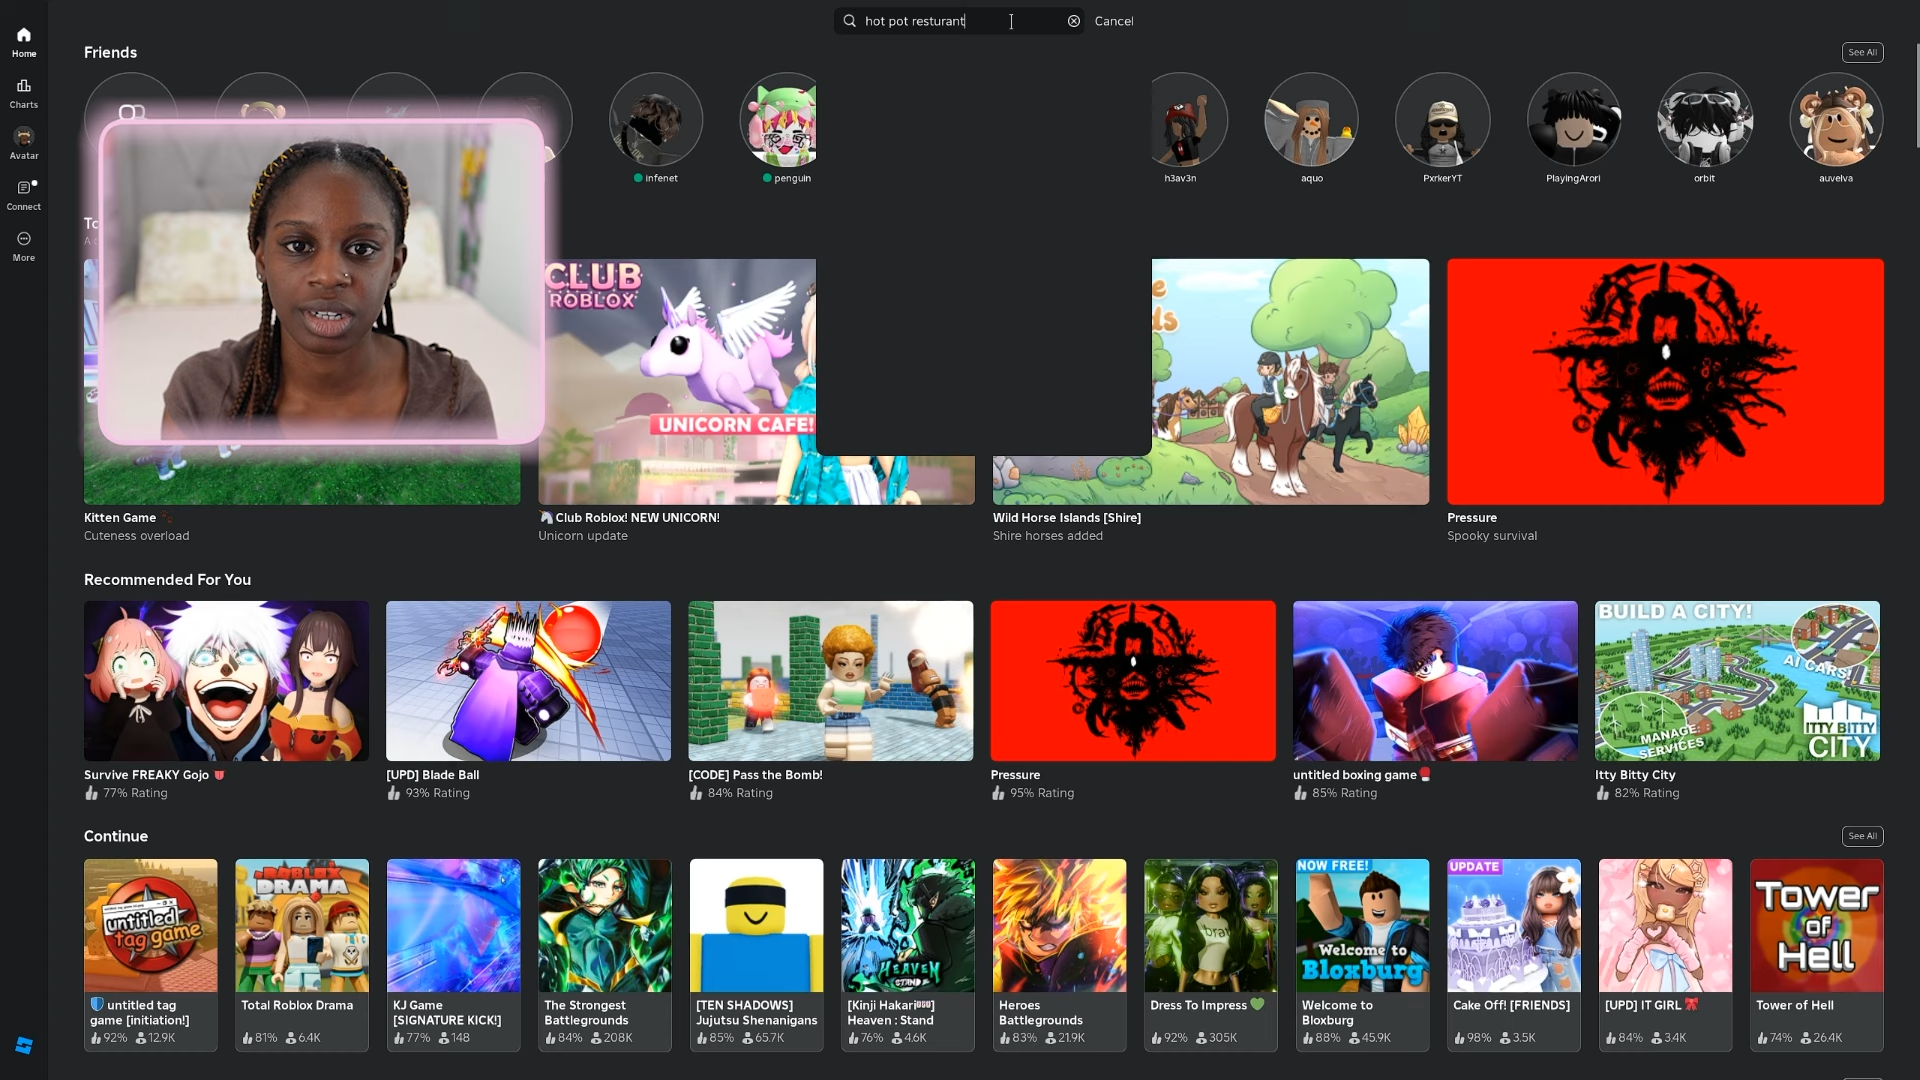 hot pot resturant
Cancel
Home
Charts
Avatar
Connect
More
Friends
See All
infenet
penguin
h3av3n
aquo
PxrkerYT
PlayingArori
orbit
auvelva
CLUB
ROBLOX
UNICORN CAFE!
Kitten Game
Cuteness overload
Club Roblox! NEW UNICORN!
Unicorn update
Wild Horse Islands [Shire]
Shire horses added
Pressure
Spooky survival
Recommended For You
BUILD A CITY!
AI CARS!
MANAGE
SERVICES
ITTY BITTY
CITY
Survive FREAKY Gojo
77% Rating
[UPD] Blade Ball
93% Rating
[CODE] Pass the Bomb!
84% Rating
Pressure
95% Rating
untitled boxing game
85% Rating
Itty Bitty City
82% Rating
Continue
See All
untitled
tag game
ROBLOX
DRAMA
HEAVEN
STAND
NOW FREE!
Welcome to
Bloxburg
UPDATE
Tower
of
Hell
untitled tag
game [initiation!]
92% 12.9K
Total Roblox Drama
81% 6.4K
KJ Game
[SIGNATURE KICK!]
77% 148
The Strongest
Battlegrounds
84% 208K
[TEN SHADOWS]
Jujutsu Shenanigans
85% 65.7K
[Kinji Hakari]
Heaven : Stand
76% 4.6K
Heroes
Battlegrounds
83% 21.9K
Dress To Impress
92% 305K
Welcome to
Bloxburg
88% 45.9K
Cake Off! [FRIENDS]
98% 3.5K
[UPD] IT GIRL
84% 3.4K
Tower of Hell
74% 26.4K